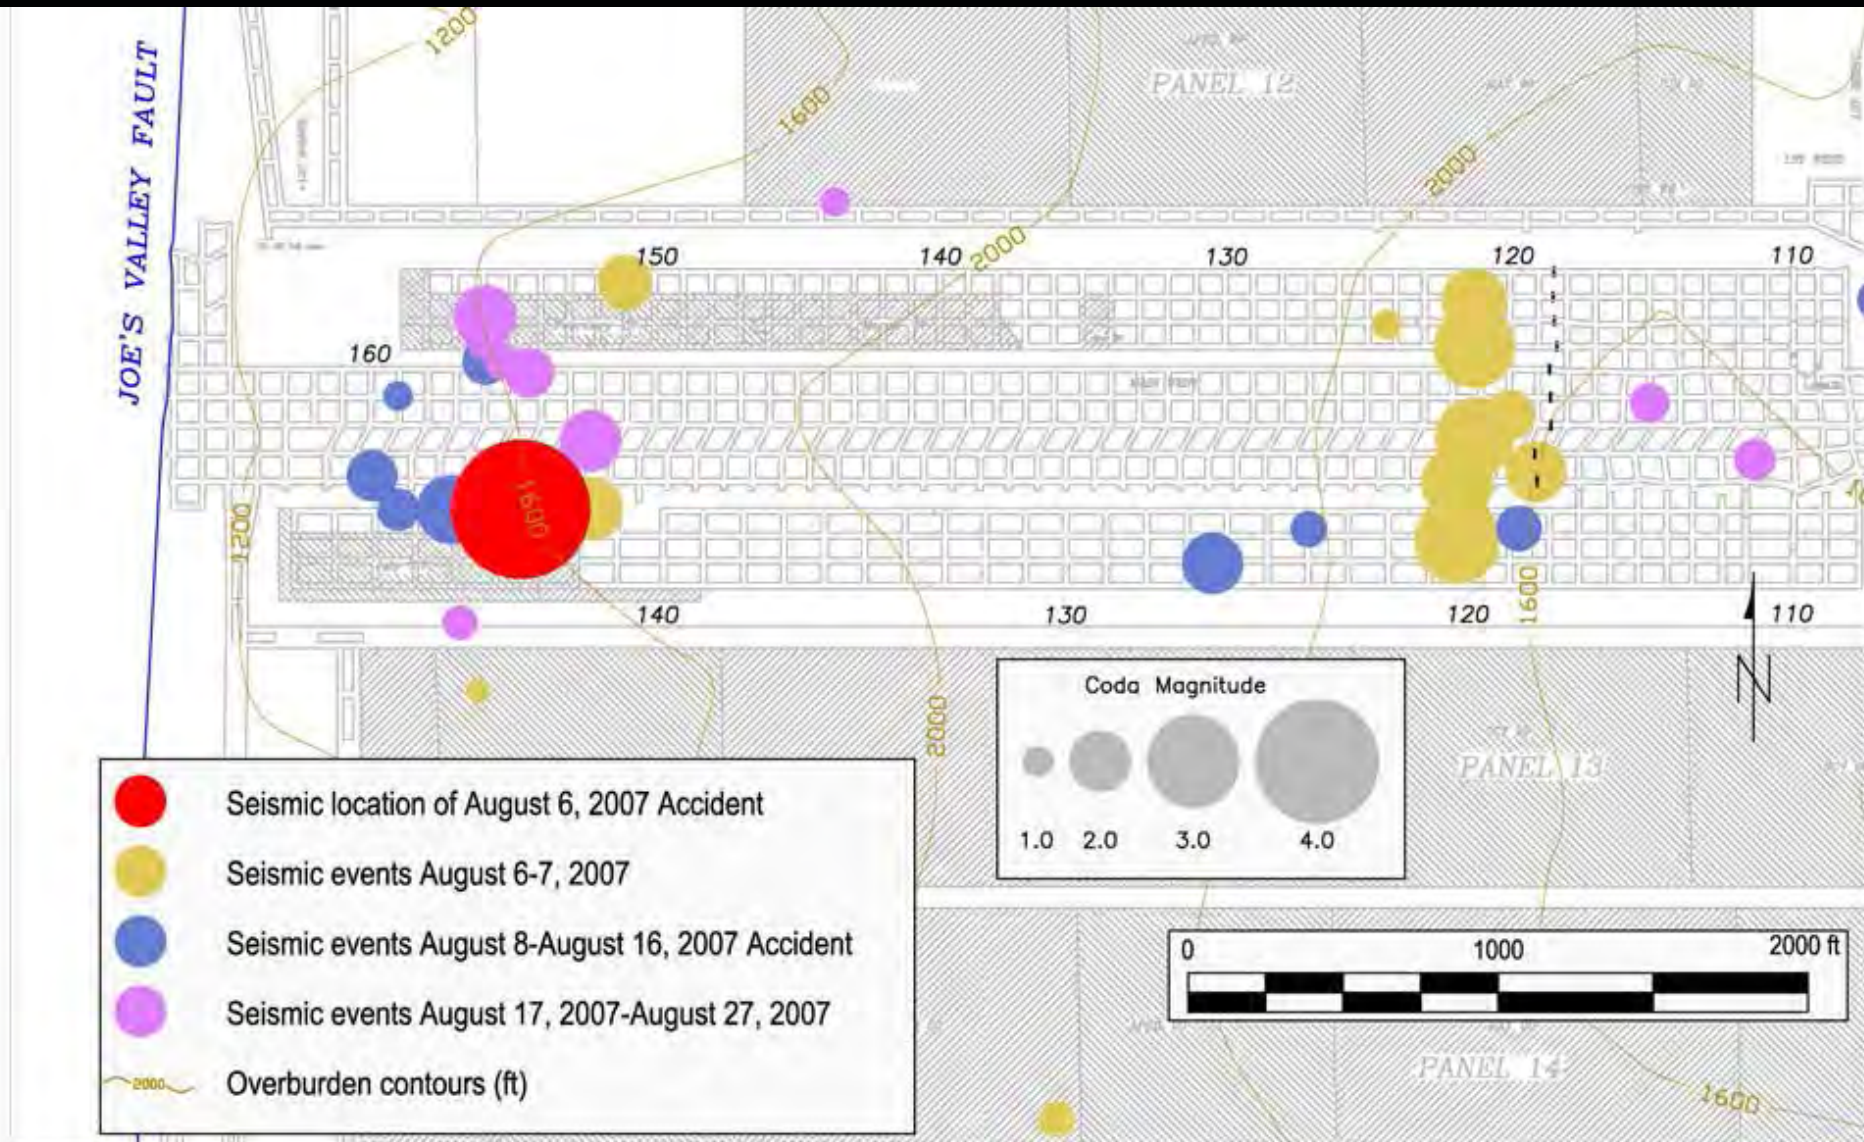 1200
JOE'S VALLEY FAULT
1600
PANEL 12
2000
150
140
2000
130
120
110
160
1600
1200
140
130
120
1600
110
N
2000
PANEL 13
Coda Magnitude
1.0 2.0 3.0 4.0
Seismic location of August 6, 2007 Accident
Seismic events August 6-7, 2007
Seismic events August 8-August 16, 2007 Accident
Seismic events August 17, 2007-August 27, 2007
2000 Overburden contours (ft)
0 1000 2000 ft
PANEL 14
1600